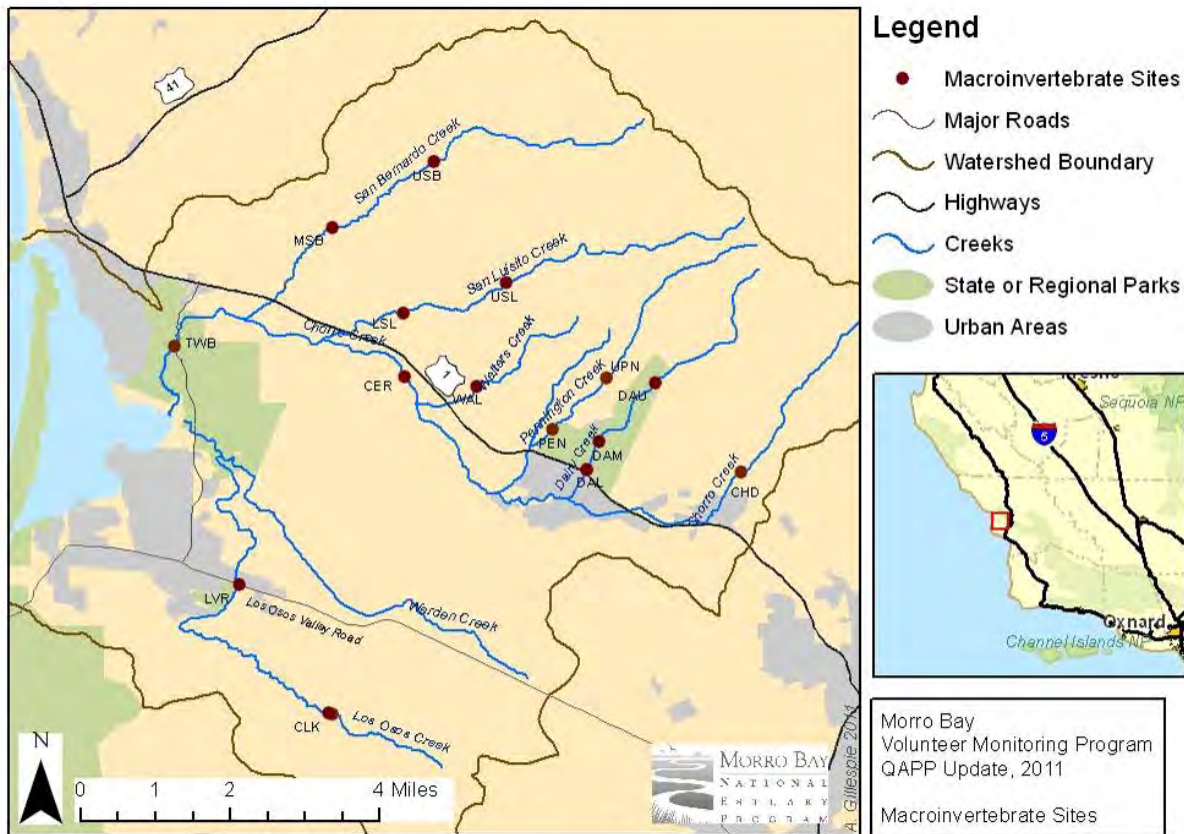 41
San Bernardo Creek
USB
MSB
San Luisito Creek
USL
LSL
Chorro Creek
TWB
1
Walters Creek
CER
WAL
UPN
Pennington Creek
DAU
PEN
DAM
Dairy Creek
DAL
Chorro Creek
CHD
LVR
Los Osos Valley Road
Warden Creek
CLK
Los Osos Creek
N
0 1 2 4 Miles
MORRO BAY
NATIONAL
ESTUARY
PROGRAM
A. Gillespie 2011
Legend
Macroinvertebrate Sites
Major Roads
Watershed Boundary
Highways
Creeks
State or Regional Parks
Urban Areas
Sequoia NP
5
Oxnard
Channel Islands NP
Morro Bay
Volunteer Monitoring Program
QAPP Update, 2011
Macroinvertebrate Sites